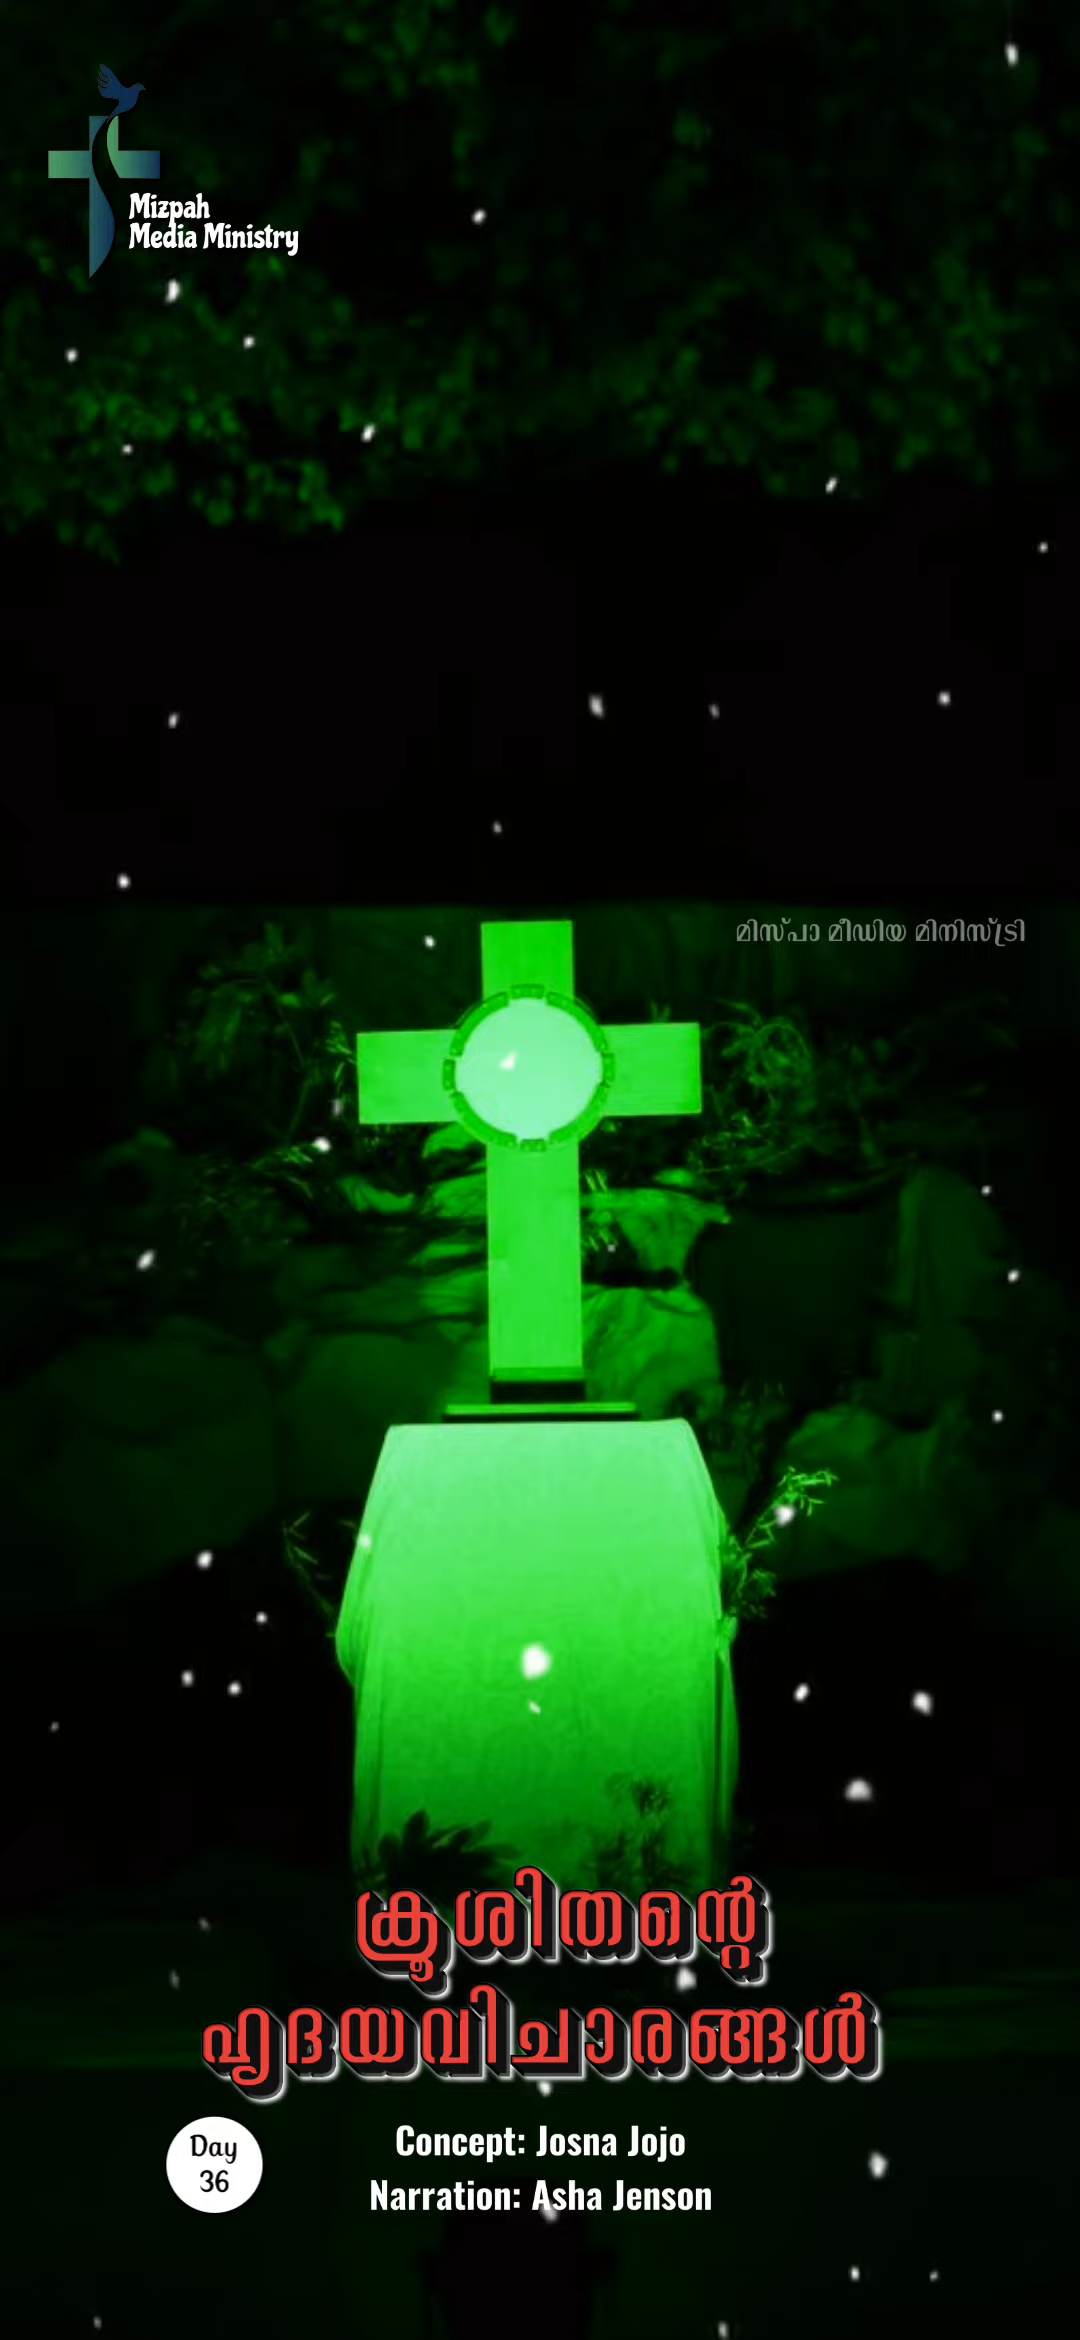 Mizpah
Media Ministry
മിസ്പാ മീഡിയ മിനിസ്ട്രി
ക്രൂശിതന്റെ
ഹൃദയവിചാരങ്ങൾ
Day
36
Concept: Josna Jojo
Narration: Asha Jenson